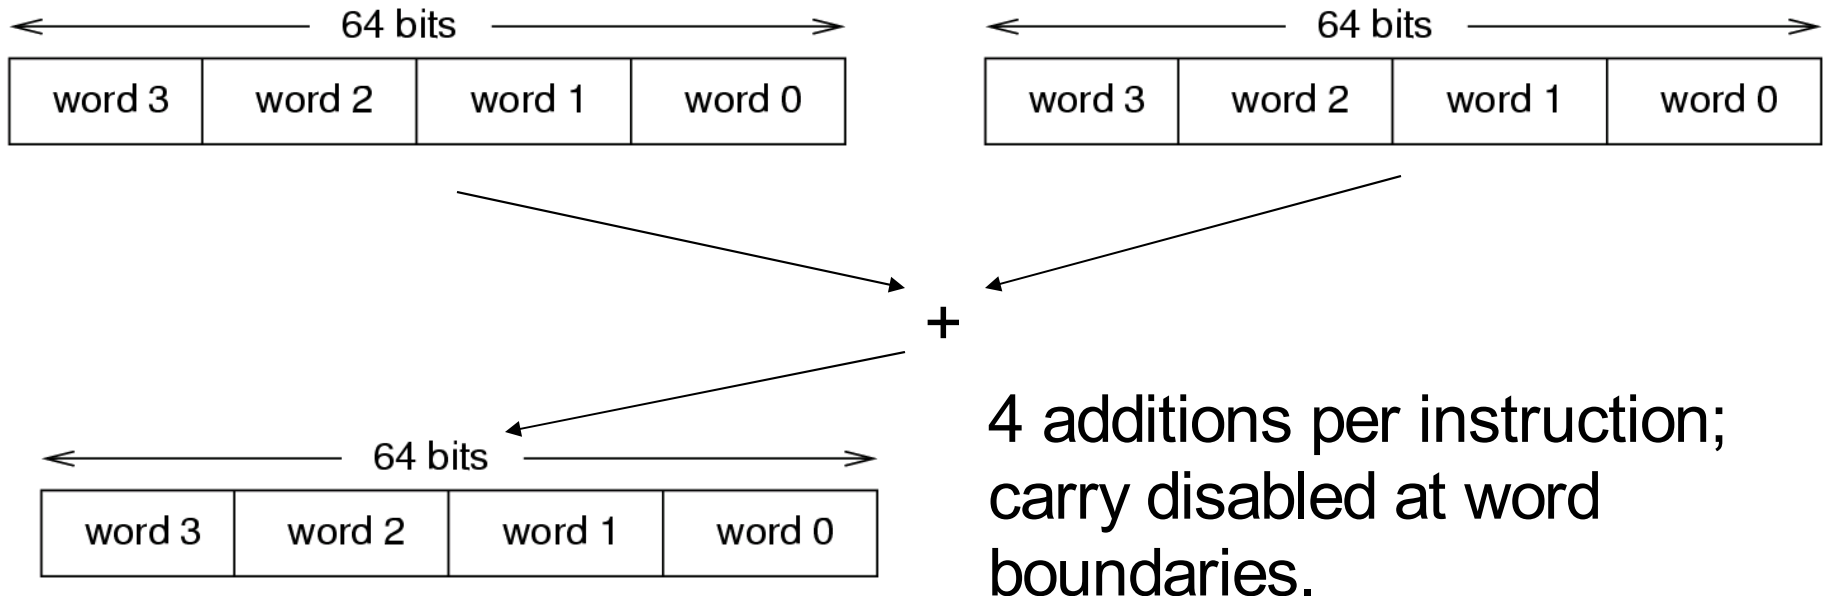 64 bits
word 3 word 2 word 1 word 0
64 bits
word 3 word 2 word 1 word 0
+
64 bits
word 3 word 2 word 1 word 0
4 additions per instruction;
carry disabled at word
boundaries.